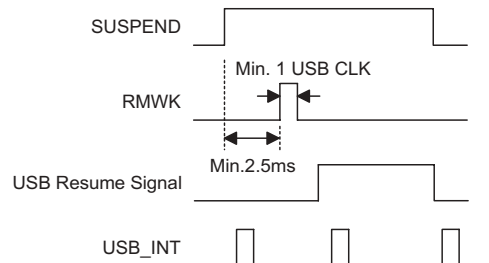 SUSPEND
Min. 1 USB CLK
RMWK
Min.2.5ms
USB Resume Signal
USB_INT